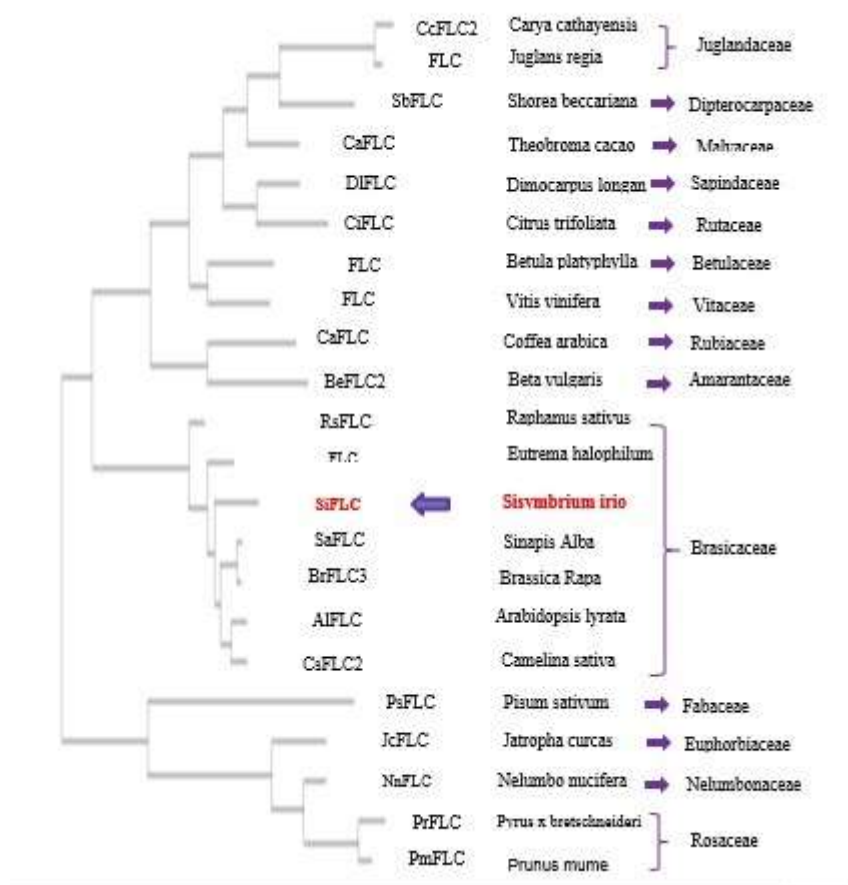 CcFLC2 Carya cathayensis
Juglandaceae
FLC Juglans regia
SbFLC Shorea beccariana Dipterocarpaceae
CaFLC Theobroma cacao Malvaceae
DlFLC Dimocarpus longan Sapindaceae
CiFLC Citrus trifoliata Rutaceae
FLC Betula platyphylla Betulaceae
FLC Vitis vinifera Vitaceae
CaFLC Coffea arabica Rubiaceae
BeFLC2 Beta vulgaris Amarantaceae
RsFLC Raphanus sativus
FLC Eutrema halophilum
SiFLC Sisymbrium irio
SaFLC Sinapis Alba
Brasicaceae
BrFLC3 Brassica Rapa
AlFLC Arabidopsis lyrata
CsFLC2 Camelina sativa
PsFLC Pisum sativum Fabaceae
JcFLC Jatropha curcas Euphorbiaceae
NnFLC Nelumbo nucifera Nelumbonaceae
PrFLC Pyrus x bretschneideri
Rosaceae
PmFLC Prunus mume